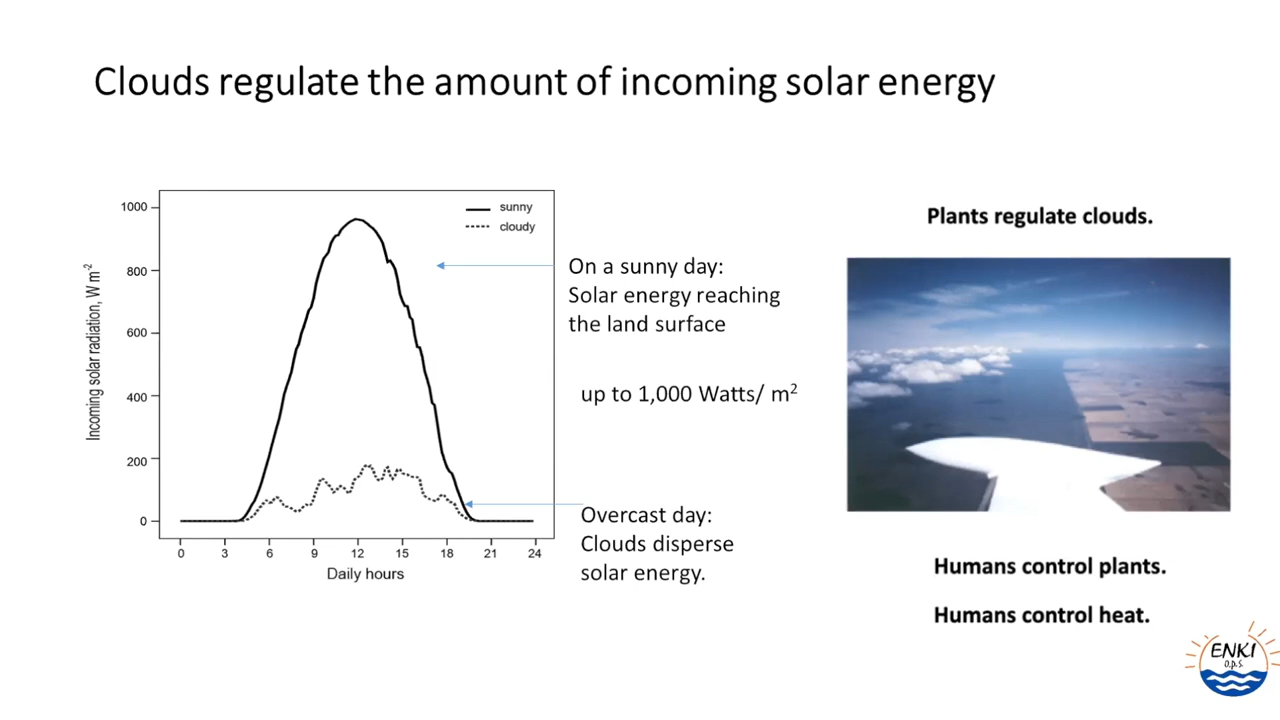 Clouds regulate the amount of incoming solar energy
Incoming solar radiation, W m-2
1000
800
600
400
200
0
sunny
cloudy
0 3 6 9 12 15 18 21 24
Daily hours
On a sunny day:
Solar energy reaching
the land surface
up to 1,000 Watts/ m2
Overcast day:
Clouds disperse
solar energy.
Plants regulate clouds.
Humans control plants.
Humans control heat.
ENKI
o.p.s.